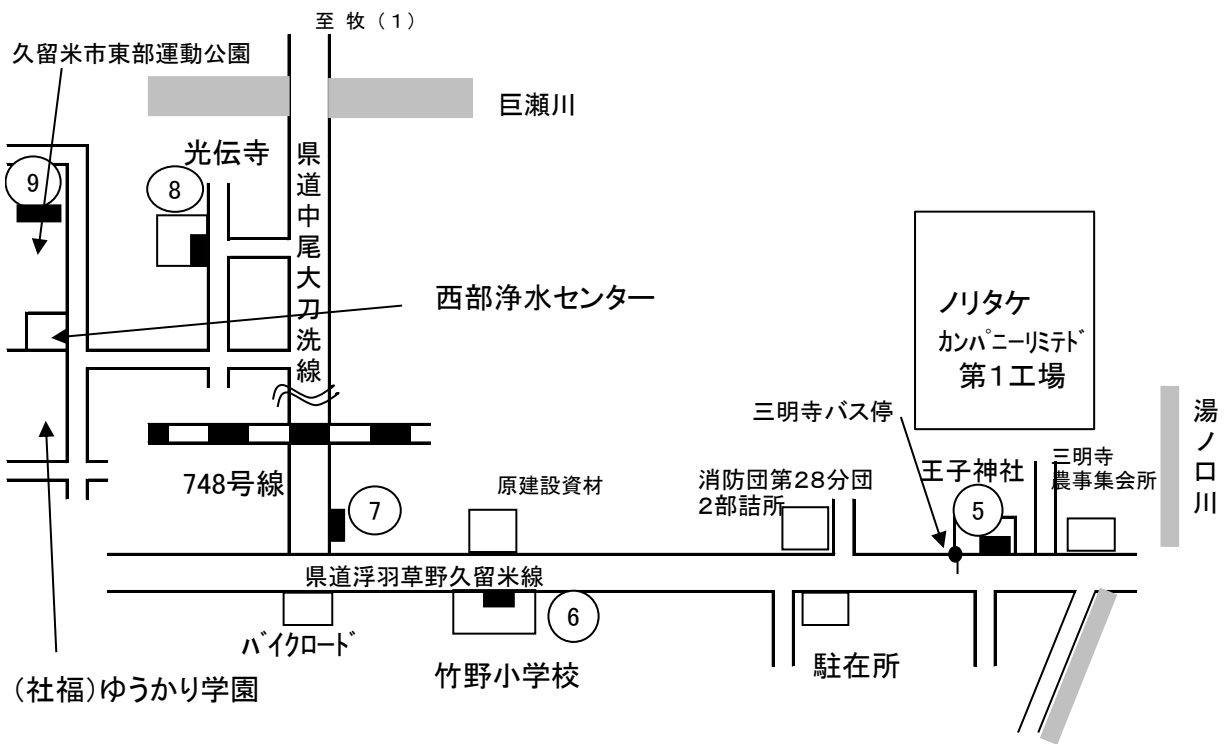 至 牧（1）
久留米市東部運動公園
巨瀬川
光伝寺
県道中尾大刀洗線
9
8
西部浄水センター
ノリタケ
カンパニーリミテド
第1工場
三明寺バス停
湯ノ口川
748号線
7
原建設資材
消防団第28分団
2部詰所
王子神社
5
三明寺
農事集会所
県道浮羽草野久留米線
6
バイクロード
竹野小学校
駐在所
（社福）ゆうかり学園